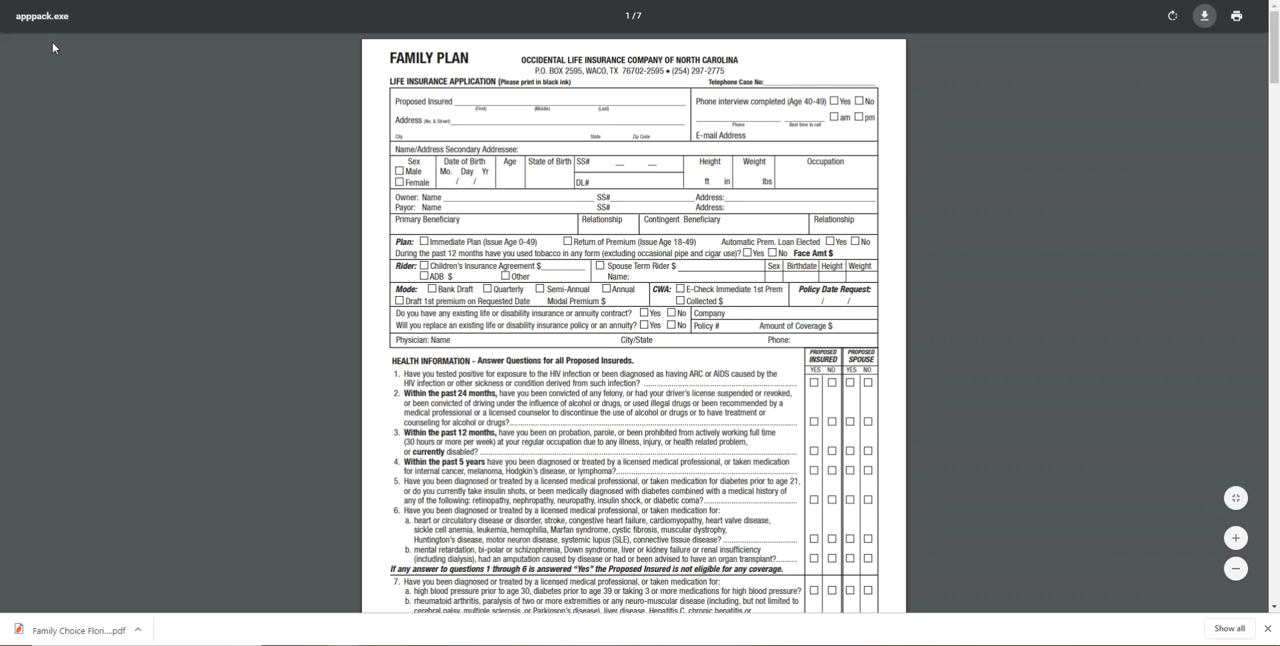 apppack.exe
1 / 7
FAMILY PLAN
OCCIDENTAL LIFE INSURANCE COMPANY OF NORTH CAROLINA
P.O. BOX 2595, WACO, TX 76702-2595 • (254) 297-2775
LIFE INSURANCE APPLICATION (Please print in black ink) Telephone Case No:
Proposed Insured
(First) (Middle) (Last)
Address (No. & Street)
City State Zip Code
Phone interview completed (Age 40-49) Yes No
am pm
Phone Best time to call
E-mail Address
Name/Address Secondary Addressee:
Sex Date of Birth Age State of Birth SS# Height Weight Occupation
Male Mo. Day Yr
Female / / DL# ft in lbs
Owner: Name SS# Address:
Payor: Name SS# Address:
Primary Beneficiary Relationship Contingent Beneficiary Relationship
Plan: Immediate Plan (Issue Age 0-49) Return of Premium (Issue Age 18-49) Automatic Prem. Loan Elected Yes No
During the past 12 months have you used tobacco in any form (excluding occasional pipe and cigar use)? Yes No Face Amt $
Rider: Children's Insurance Agreement $ Spouse Term Rider $ Sex Birthdate Height Weight
ADB $ Other Name:
Mode: Bank Draft Quarterly Semi-Annual Annual CWA: E-Check Immediate 1st Prem Policy Date Request:
Draft 1st premium on Requested Date Modal Premium $ Collected $ / /
Do you have any existing life or disability insurance or annuity contract? Yes No Company
Will you replace an existing life or disability insurance policy or an annuity? Yes No Policy # Amount of Coverage $
Physician: Name City/State Phone:
HEALTH INFORMATION - Answer Questions for all Proposed Insureds.
PROPOSED INSURED PROPOSED SPOUSE
YES NO YES NO
1. Have you tested positive for exposure to the HIV infection or been diagnosed as having ARC or AIDS caused by the
HIV infection or other sickness or condition derived from such infection?
2. Within the past 24 months, have you been convicted of any felony, or had your driver's license suspended or revoked,
or been convicted of driving under the influence of alcohol or drugs, or used illegal drugs or been recommended by a
medical professional or a licensed counselor to discontinue the use of alcohol or drugs or to have treatment or
counseling for alcohol or drugs?
3. Within the past 12 months, have you been on probation, parole, or been prohibited from actively working full time
(30 hours or more per week) at your regular occupation due to any illness, injury, or health related problem,
or currently disabled?
4. Within the past 5 years have you been diagnosed or treated by a licensed medical professional, or taken medication
for internal cancer, melanoma, Hodgkin's disease, or lymphoma?
5. Have you been diagnosed or treated by a licensed medical professional, or taken medication for diabetes prior to age 21,
or do you currently take insulin shots, or been medically diagnosed with diabetes combined with a medical history of
any of the following: retinopathy, nephropathy, neuropathy, insulin shock, or diabetic coma?
6. Have you been diagnosed or treated by a licensed medical professional, or taken medication for:
a. heart or circulatory disease or disorder, stroke, congestive heart failure, cardiomyopathy, heart valve disease,
sickle cell anemia, leukemia, hemophilia, Marfan syndrome, cystic fibrosis, muscular dystrophy,
Huntington's disease, motor neuron disease, systemic lupus (SLE), connective tissue disease?
b. mental retardation, bi-polar or schizophrenia, Down syndrome, liver or kidney failure or renal insufficiency
(including dialysis), had an amputation caused by disease or had or been advised to have an organ transplant?
If any answer to questions 1 through 6 is answered "Yes" the Proposed Insured is not eligible for any coverage.
7. Have you been diagnosed or treated by a licensed medical professional, or taken medication for:
a. high blood pressure prior to age 30, diabetes prior to age 39 or taking 3 or more medications for high blood pressure?
b. rheumatoid arthritis, paralysis of two or more extremities or any neuro-muscular disease (including, but not limited to
cerebral palsy, multiple sclerosis, or Parkinson's disease), liver disease, Hepatitis C, chronic hepatitis or
Family Choice Flori....pdf
Show all